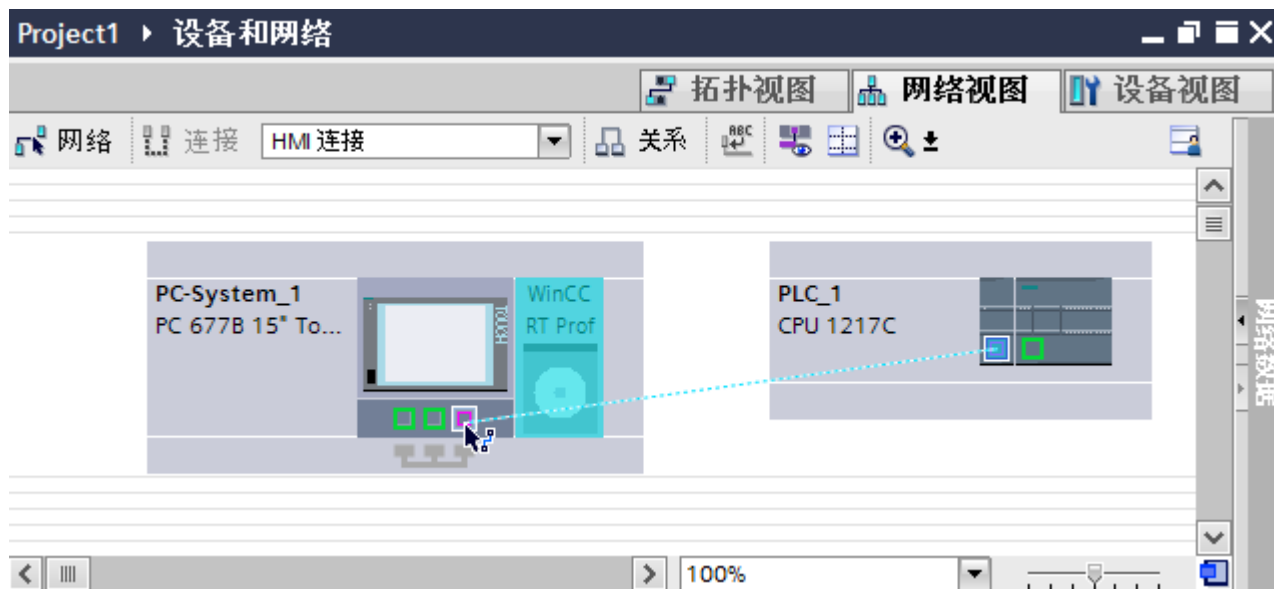 Project1 ▸ 设备和网络
拓扑视图 网络视图 设备视图
网络 连接 HMI 连接 关系
PC-System_1
PC 677B 15" To...
TOUCH
WinCC
RT Prof
PLC_1
CPU 1217C
网络数据
100%